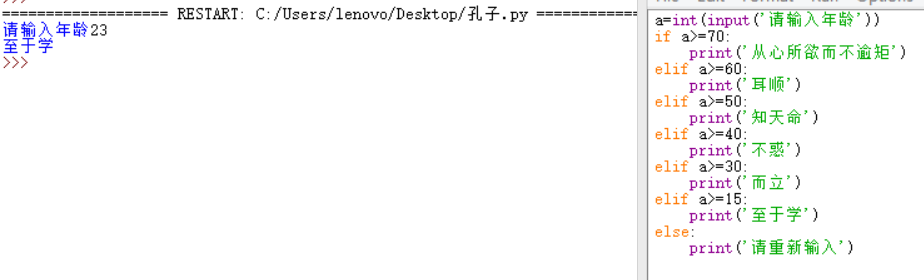 >>>
=================== RESTART: C:/Users/lenovo/Desktop/孔子.py ============
请输入年龄23
至于学
>>>
a=int(input('请输入年龄'))
if a>=70:
    print('从心所欲而不逾矩')
elif a>=60:
    print('耳顺')
elif a>=50:
    print('知天命')
elif a>=40:
    print('不惑')
elif a>=30:
    print('而立')
elif a>=15:
    print('至于学')
else:
    print('请重新输入')